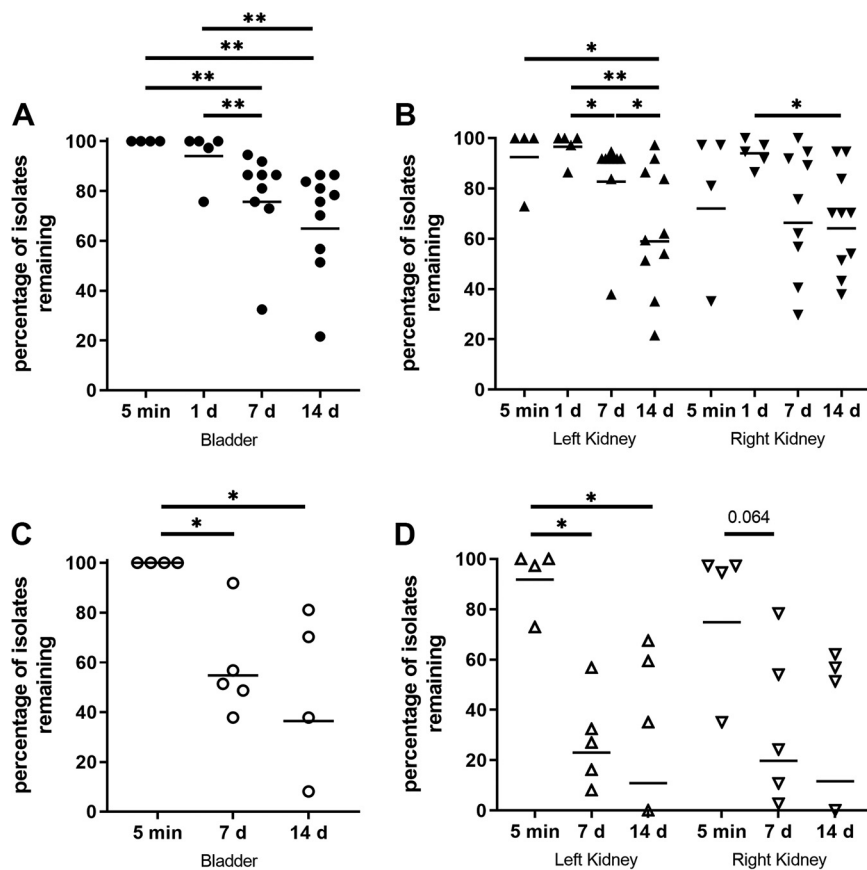 **
**
**
**
A
percentage of isolates
remaining
100
80
60
40
20
0
5 min 1 d 7 d 14 d
Bladder
*
**
* *
*
B
percentage of isolates
remaining
100
80
60
40
20
0
5 min 1 d 7 d 14 d 5 min 1 d 7 d 14 d
Left Kidney Right Kidney
*
*
C
percentage of isolates
remaining
100
80
60
40
20
0
5 min 7 d 14 d
Bladder
*
*
0.064
D
percentage of isolates
remaining
100
80
60
40
20
0
5 min 7 d 14 d 5 min 7 d 14 d
Left Kidney Right Kidney